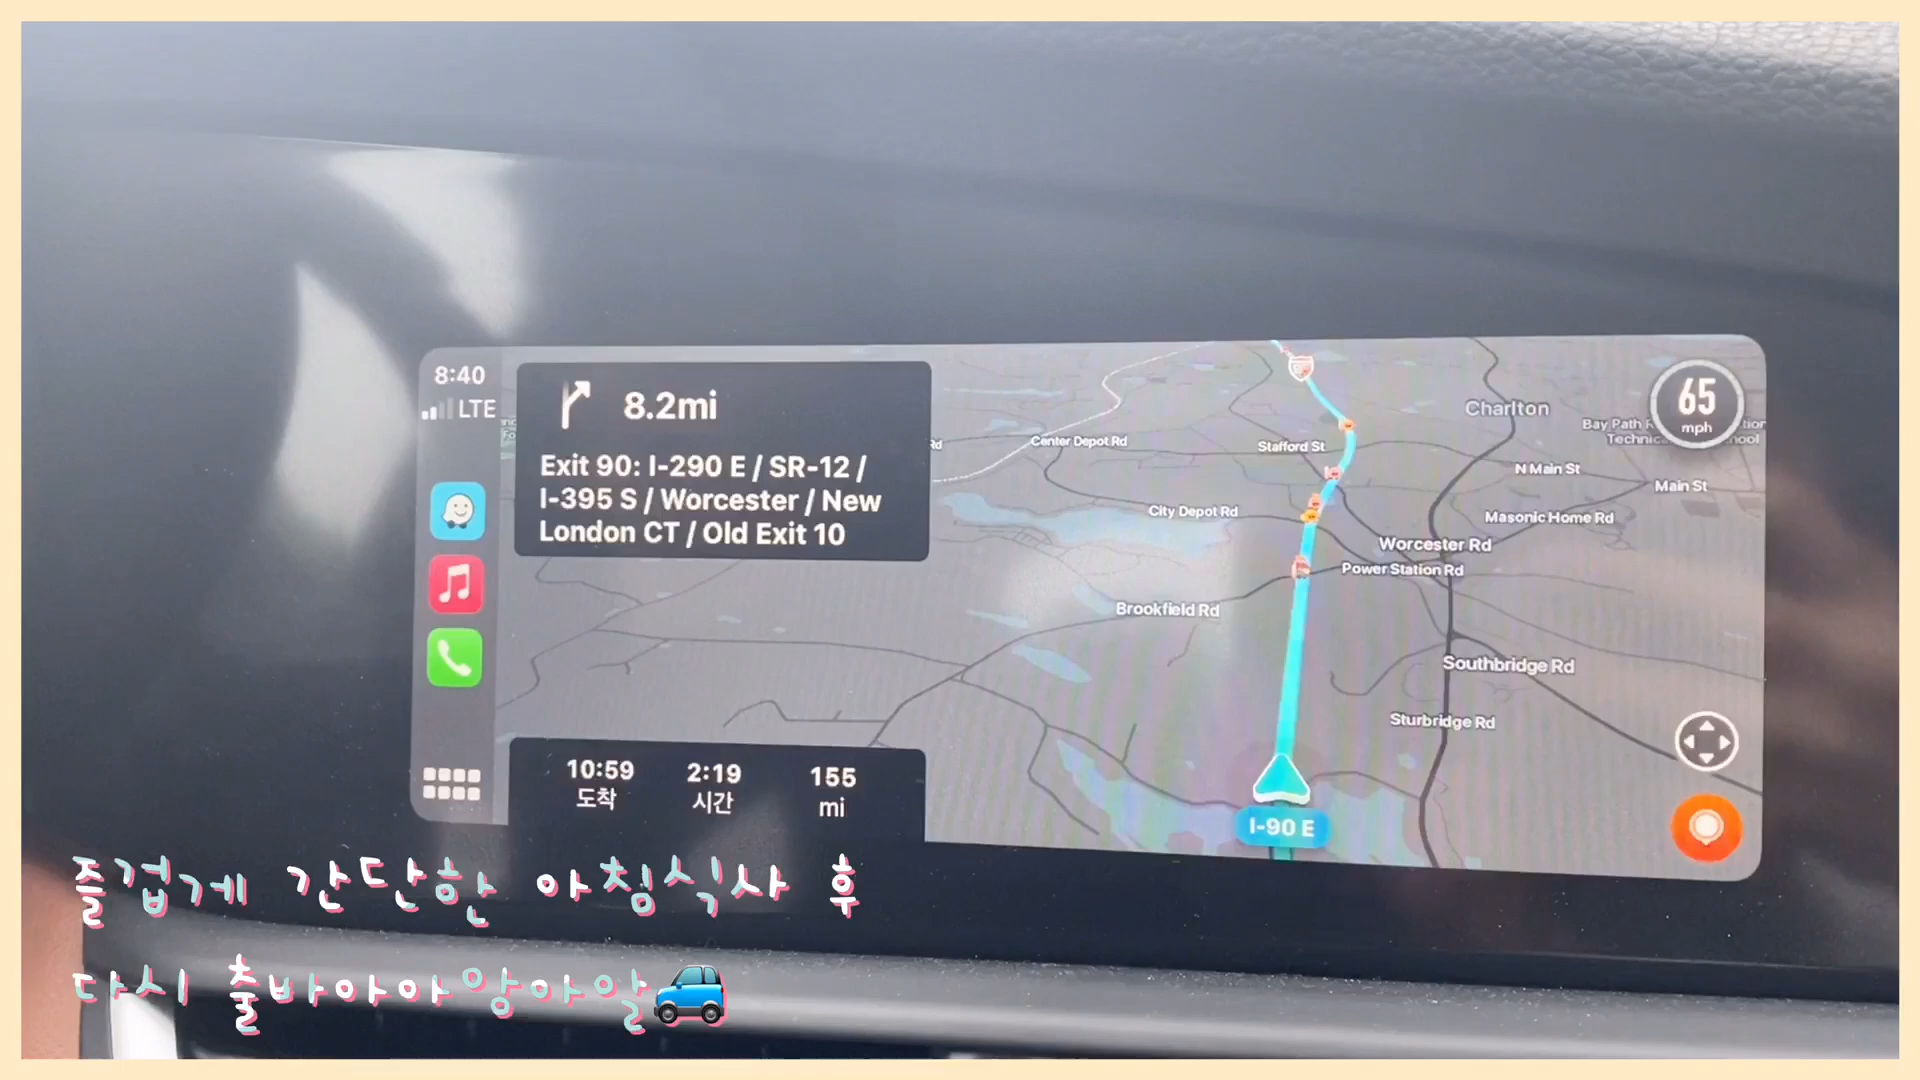 8:40
LTE
8.2mi
Exit 90: I-290 E / SR-12 /
I-395 S / Worcester / New
London CT / Old Exit 10
10:59
도착
2:19
시간
155
mi
Rd
Center Depot Rd
Stafford St
Charlton
65
mph
Bay Path
N Main St
Main St
City Depot Rd
Masonic Home Rd
Worcester Rd
Power Station Rd
Brookfield Rd
Southbridge Rd
Sturbridge Rd
I-90 E
즐겁게 간단한 아침식사 후
다시 출바아아앙아알